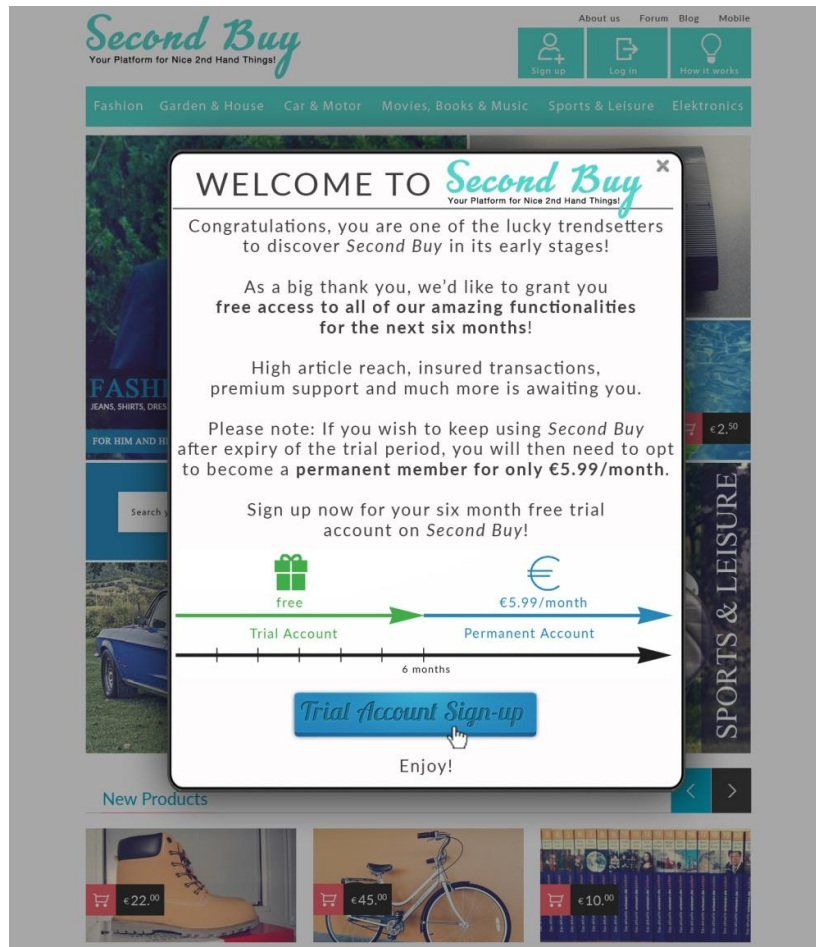 Second Buy
Your Platform for Nice 2nd Hand Things!
About us Forum Blog Mobile
Sign up Log in How it works
Fashion Garden & House Car & Motor Movies, Books & Music Sports & Leisure Elektronics
WELCOME TO Second Buy
Your Platform for Nice 2nd Hand Things!
Congratulations, you are one of the lucky trendsetters
to discover Second Buy in its early stages!
As a big thank you, we'd like to grant you
free access to all of our amazing functionalities
for the next six months!
High article reach, insured transactions,
premium support and much more is awaiting you.
Please note: If you wish to keep using Second Buy
after expiry of the trial period, you will then need to opt
to become a permanent member for only €5.99/month.
Sign up now for your six month free trial
account on Second Buy!
free €5.99/month
Trial Account Permanent Account
6 months
Trial Account Sign-up
Enjoy!
FASHI
JEANS, SHIRTS, DRES
FOR HIM AND H
€2.50
Search y
SPORTS & LEISURE
New Products
€22.00 €45.00 €10.00